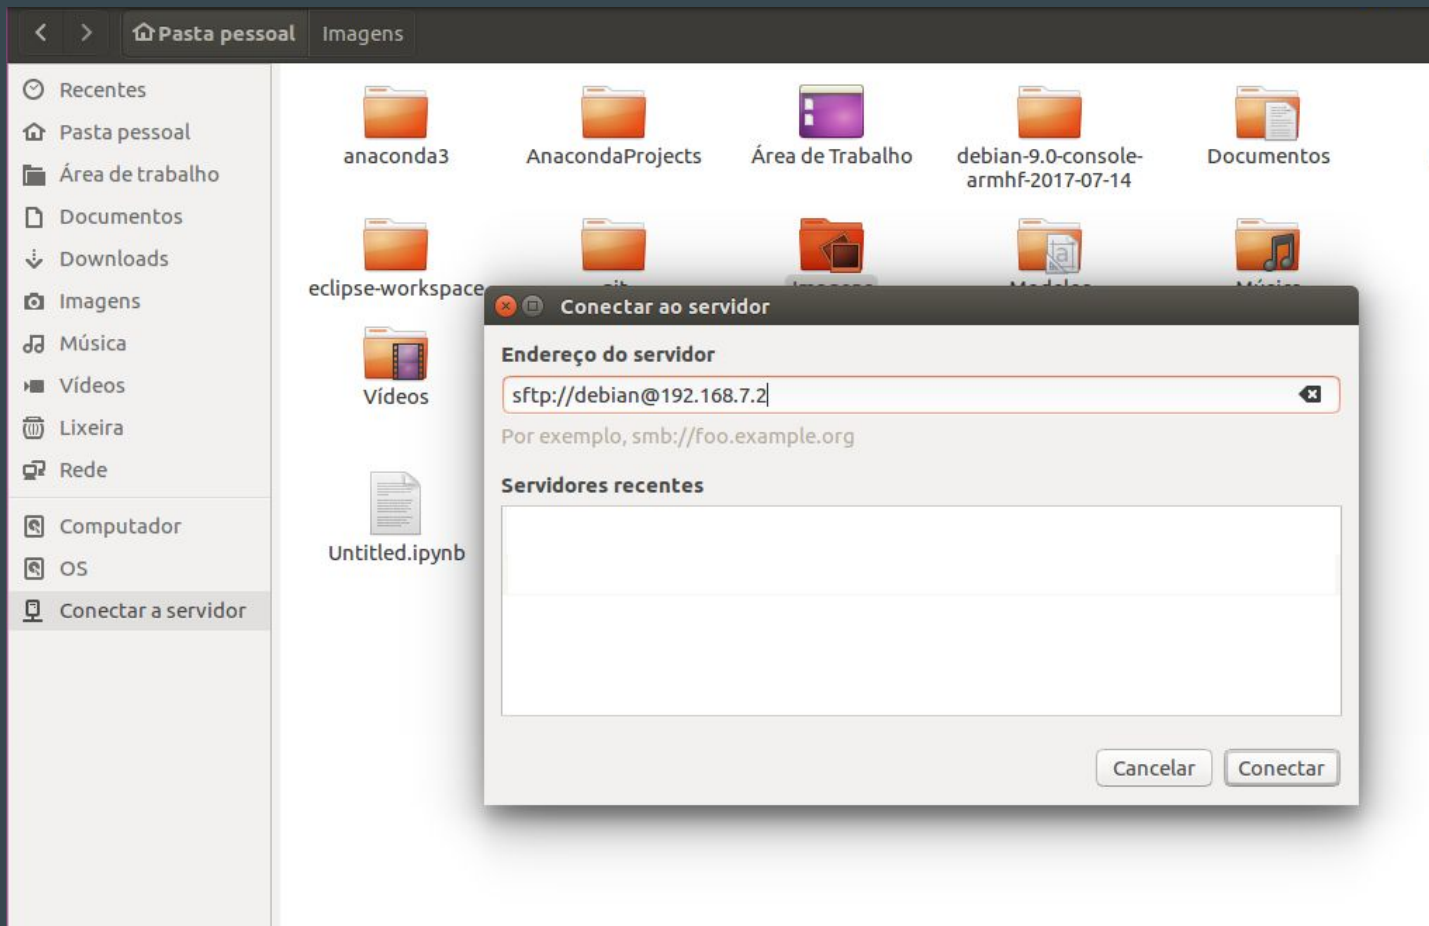 Pasta pessoal Imagens
Recentes
Pasta pessoal
Área de trabalho
Documentos
Downloads
Imagens
Música
Vídeos
Lixeira
Rede
Computador
OS
Conectar a servidor
anaconda3 AnacondaProjects Área de Trabalho debian-9.0-console- Documentos
armhf-2017-07-14
eclipse-workspace
Vídeos
Untitled.ipynb
Conectar ao servidor
Endereço do servidor
sftp://debian@192.168.7.2
Por exemplo, smb://foo.example.org
Servidores recentes
Cancelar Conectar